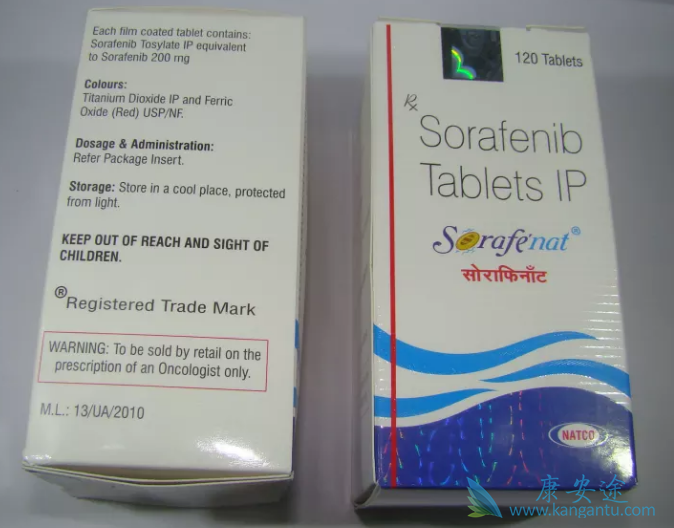 Each film coated tablet contains:
Sorafenib Tosylate IP equivalent
to Sorafenib 200 mg
Colours:
Titanium Dioxide IP and Ferric
Oxide (Red) USP/NF.
Dosage & Administration:
Refer Package Insert.
Storage: Store in a cool place, protected
from light.
KEEP OUT OF REACH AND SIGHT OF
CHILDREN.
®Registered Trade Mark
WARNING: To be sold by retail on the
prescription of an Oncologist only.
M.L.: 13/UA/2010
120 Tablets
Rx
Sorafenib
Tablets IP
Sorafenat®
सोराफिनॅट
NATCO
康安途
www.kangantu.com